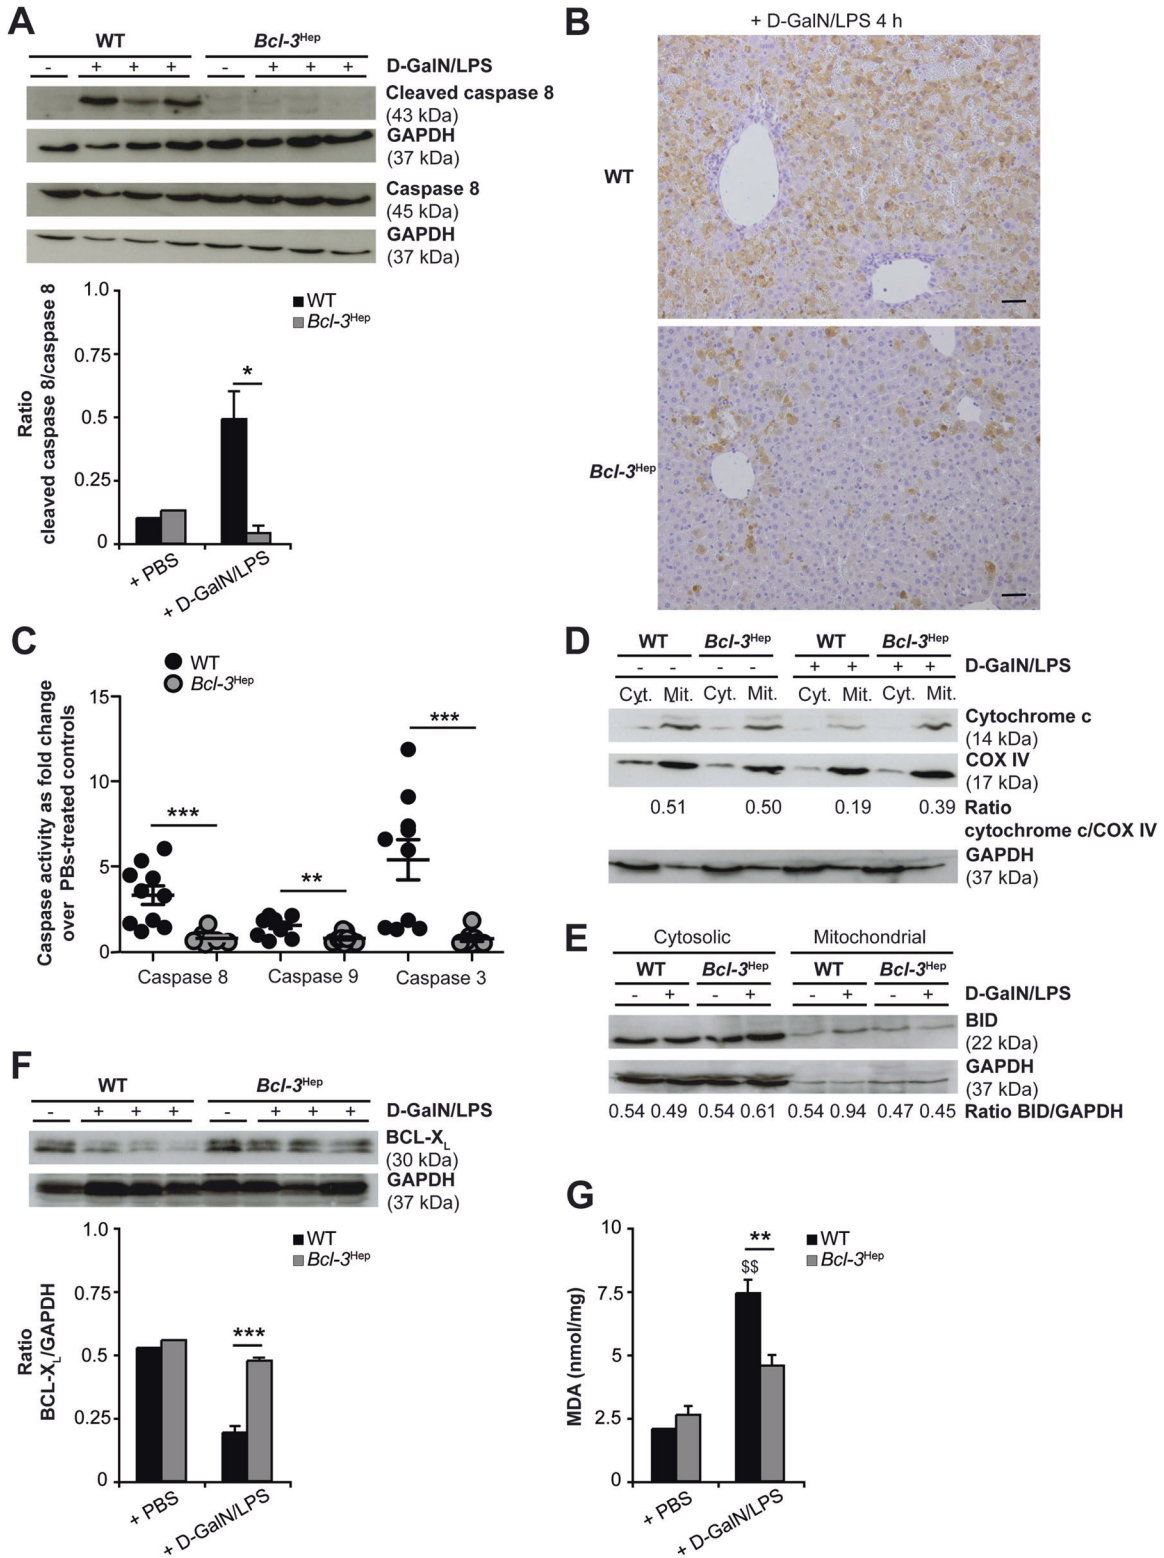 A
WT Bcl-3Hep
- + + + - + + + D-GalN/LPS
Cleaved caspase 8
(43 kDa)
GAPDH
(37 kDa)
Caspase 8
(45 kDa)
GAPDH
(37 kDa)
Ratio
cleaved caspase 8/caspase 8
1.0
0.75
0.5
0.25
0
WT
Bcl-3Hep
*
+ PBS
+ D-GalN/LPS
B
+ D-GalN/LPS 4 h
WT
Bcl-3Hep
C
WT
Bcl-3Hep
Caspase activity as fold change
over PBs-treated controls
15
10
5
0
***
**
***
Caspase 8 Caspase 9 Caspase 3
D
WT Bcl-3Hep WT Bcl-3Hep
- - - - + + + + D-GalN/LPS
Cyt. Mit. Cyt. Mit. Cyt. Mit. Cyt. Mit.
Cytochrome c
(14 kDa)
COX IV
(17 kDa)
0.51 0.50 0.19 0.39 Ratio
cytochrome c/COX IV
GAPDH
(37 kDa)
E
Cytosolic Mitochondrial
WT Bcl-3Hep WT Bcl-3Hep
- + - + - + - + D-GalN/LPS
BID
(22 kDa)
GAPDH
(37 kDa)
0.54 0.49 0.54 0.61 0.54 0.94 0.47 0.45 Ratio BID/GAPDH
F
WT Bcl-3Hep
- + + + - + + + D-GalN/LPS
BCL-XL
(30 kDa)
GAPDH
(37 kDa)
Ratio
BCL-XL/GAPDH
1.0
0.75
0.5
0.25
0
WT
Bcl-3Hep
***
+ PBS
+ D-GalN/LPS
G
MDA (nmol/mg)
10
7.5
5
2.5
0
WT
Bcl-3Hep
**
$$
+ PBS
+ D-GalN/LPS